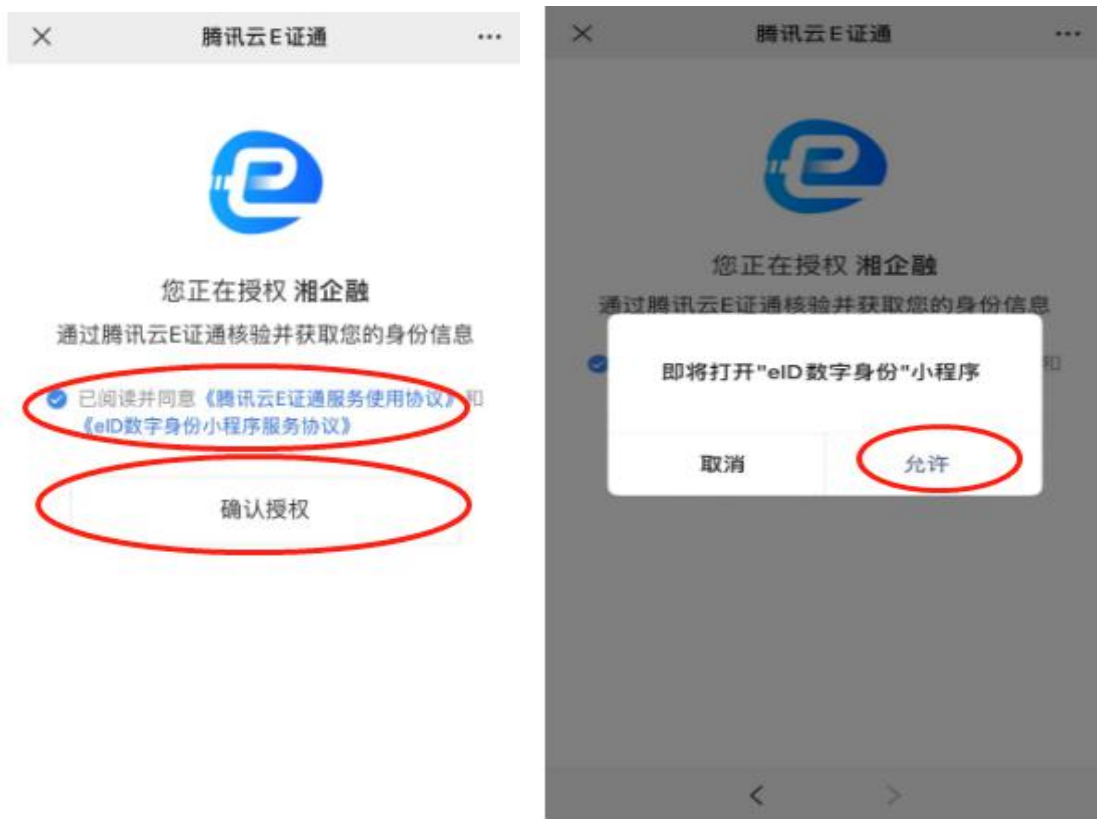 腾讯云E证通
您正在授权 湘企融
通过腾讯云E证通核验并获取您的身份信息
已阅读并同意《腾讯云E证通服务使用协议》和
《eID数字身份小程序服务协议》
确认授权
腾讯云E证通
您正在授权 湘企融
通过腾讯云E证通核验并获取您的身份信息
和
即将打开"eID数字身份"小程序
取消
允许